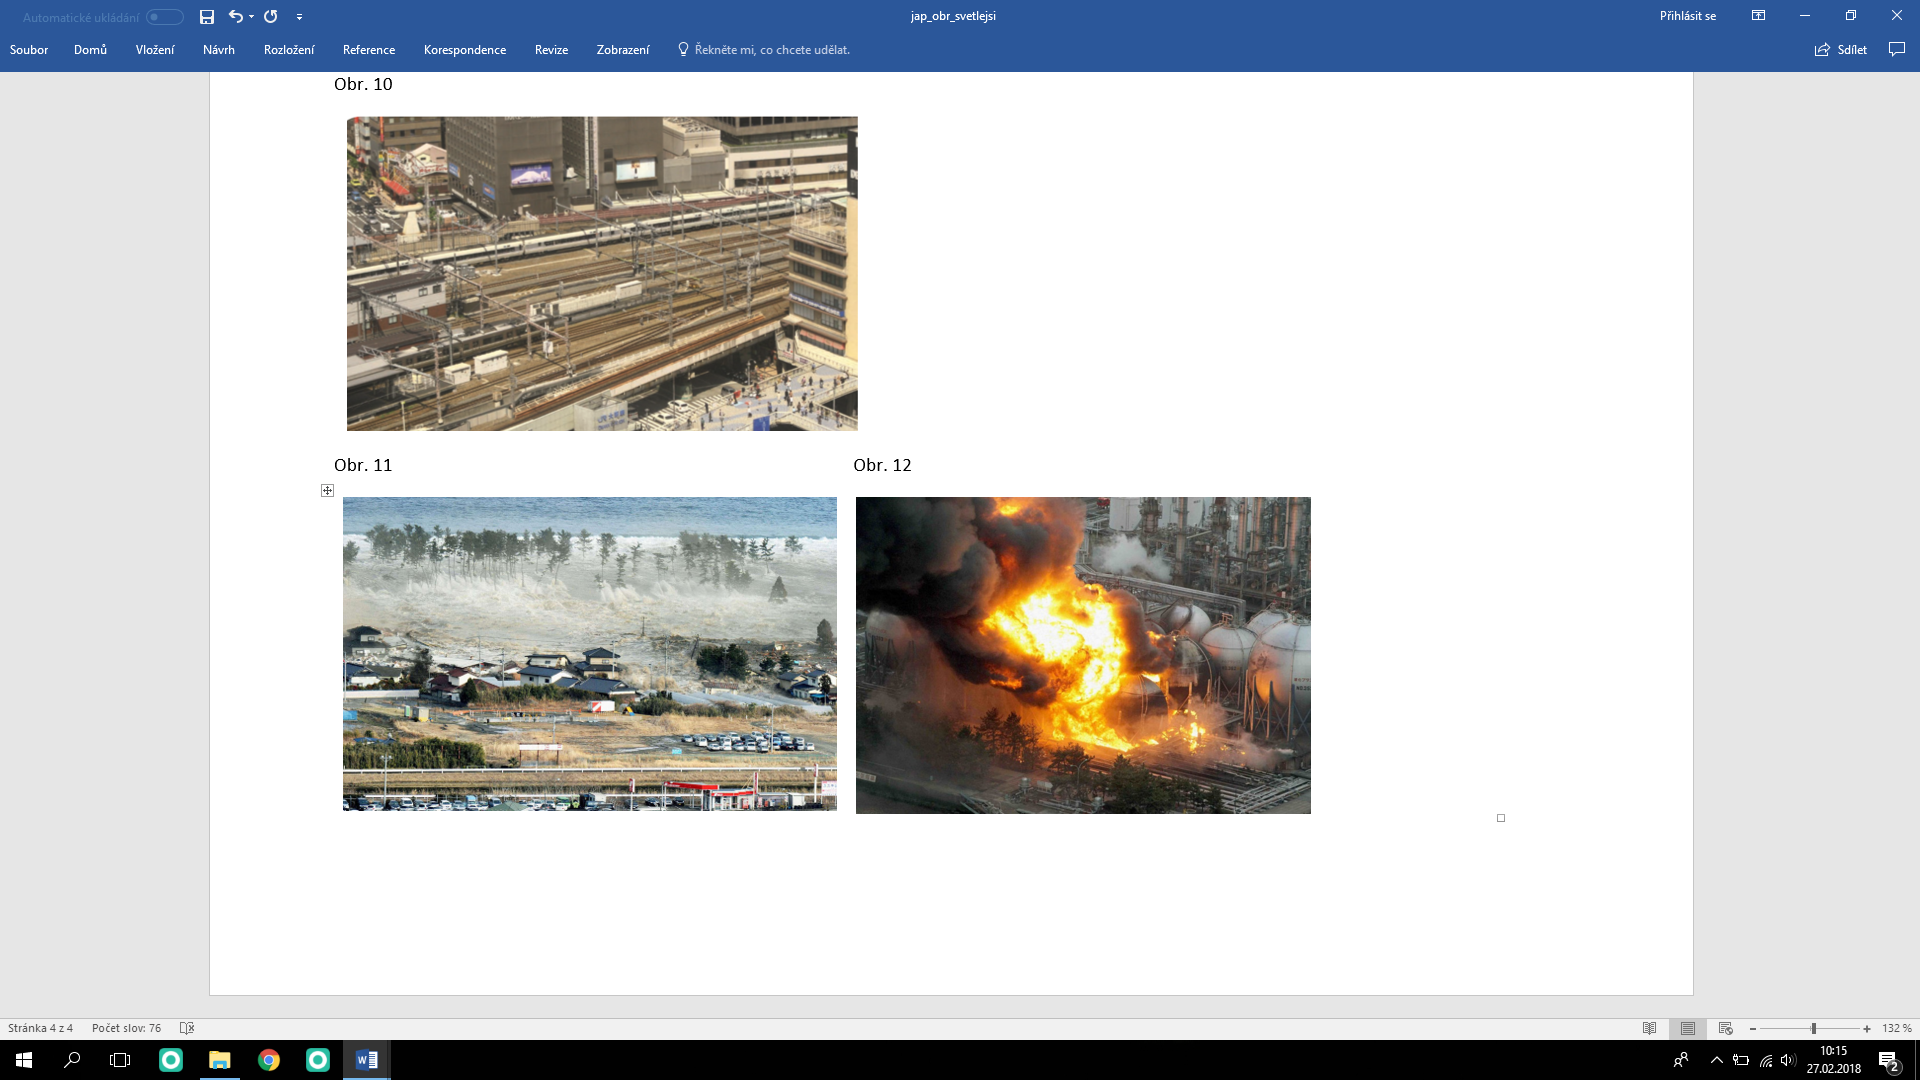 Automatické ukládání
jap_obr_svetlejsi
Přihlásit se
Soubor
Domů
Vložení
Návrh
Rozložení
Reference
Korespondence
Revize
Zobrazení
Řekněte mi, co chcete udělat.
Sdílet
Obr. 10
Obr. 11
Obr. 12
Stránka 4 z 4
Počet slov: 76
132 %
10:15
27.02.2018
2